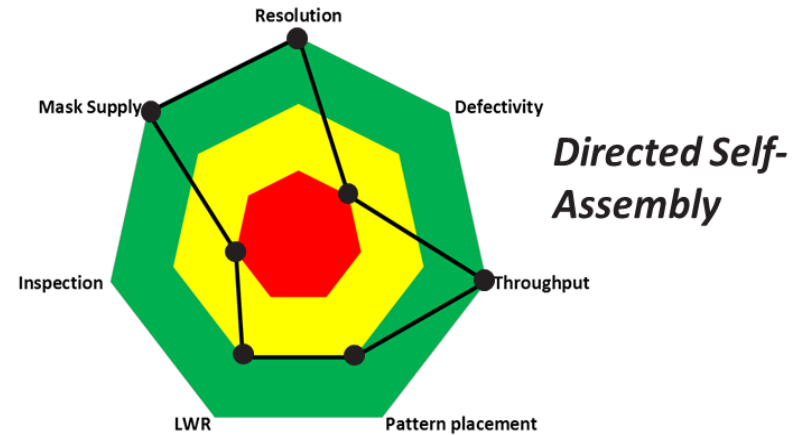 Resolution
Mask Supply
Defectivity
Directed Self-
Assembly
Inspection
Throughput
LWR
Pattern placement